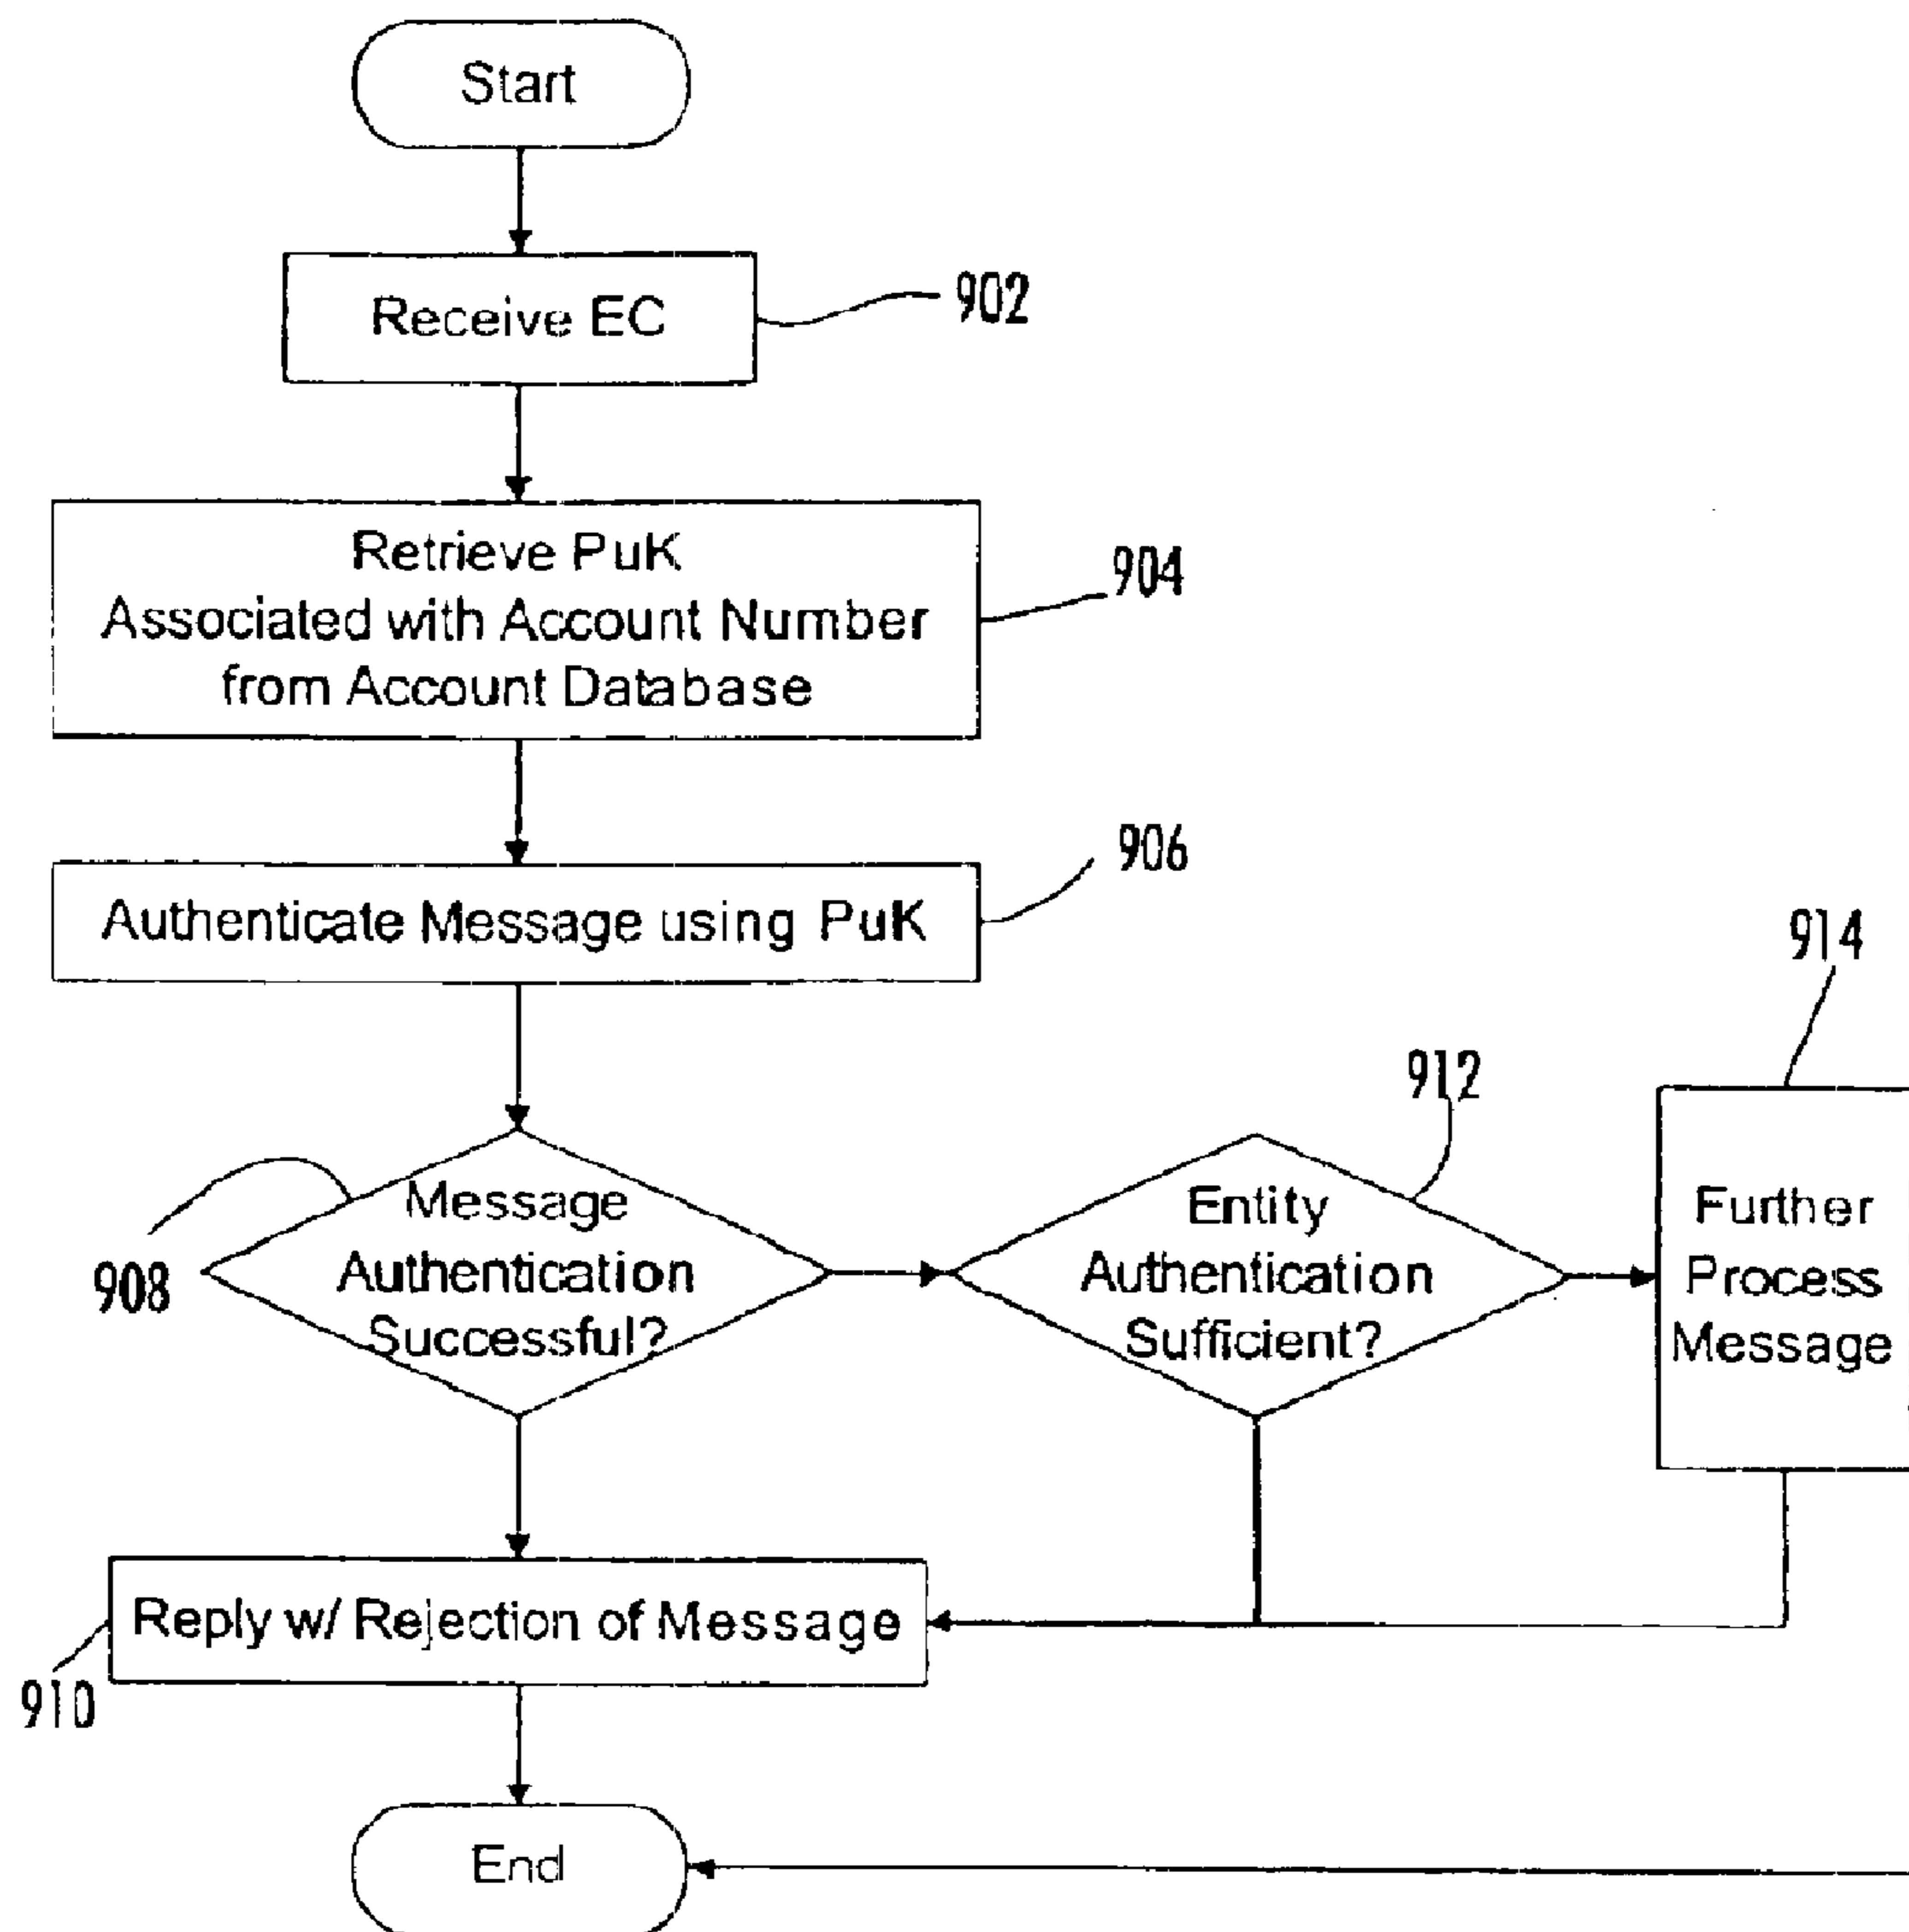 Start
Receive EC
902
Retrieve PuK
Associated with Account Number
from Account Database
904
Authenticate Message using PuK
906
914
912
Message
Authentication
Successful?
908
Entity
Authentication
Sufficient?
Further
Process
Message
Reply w/ Rejection of Message
910
End